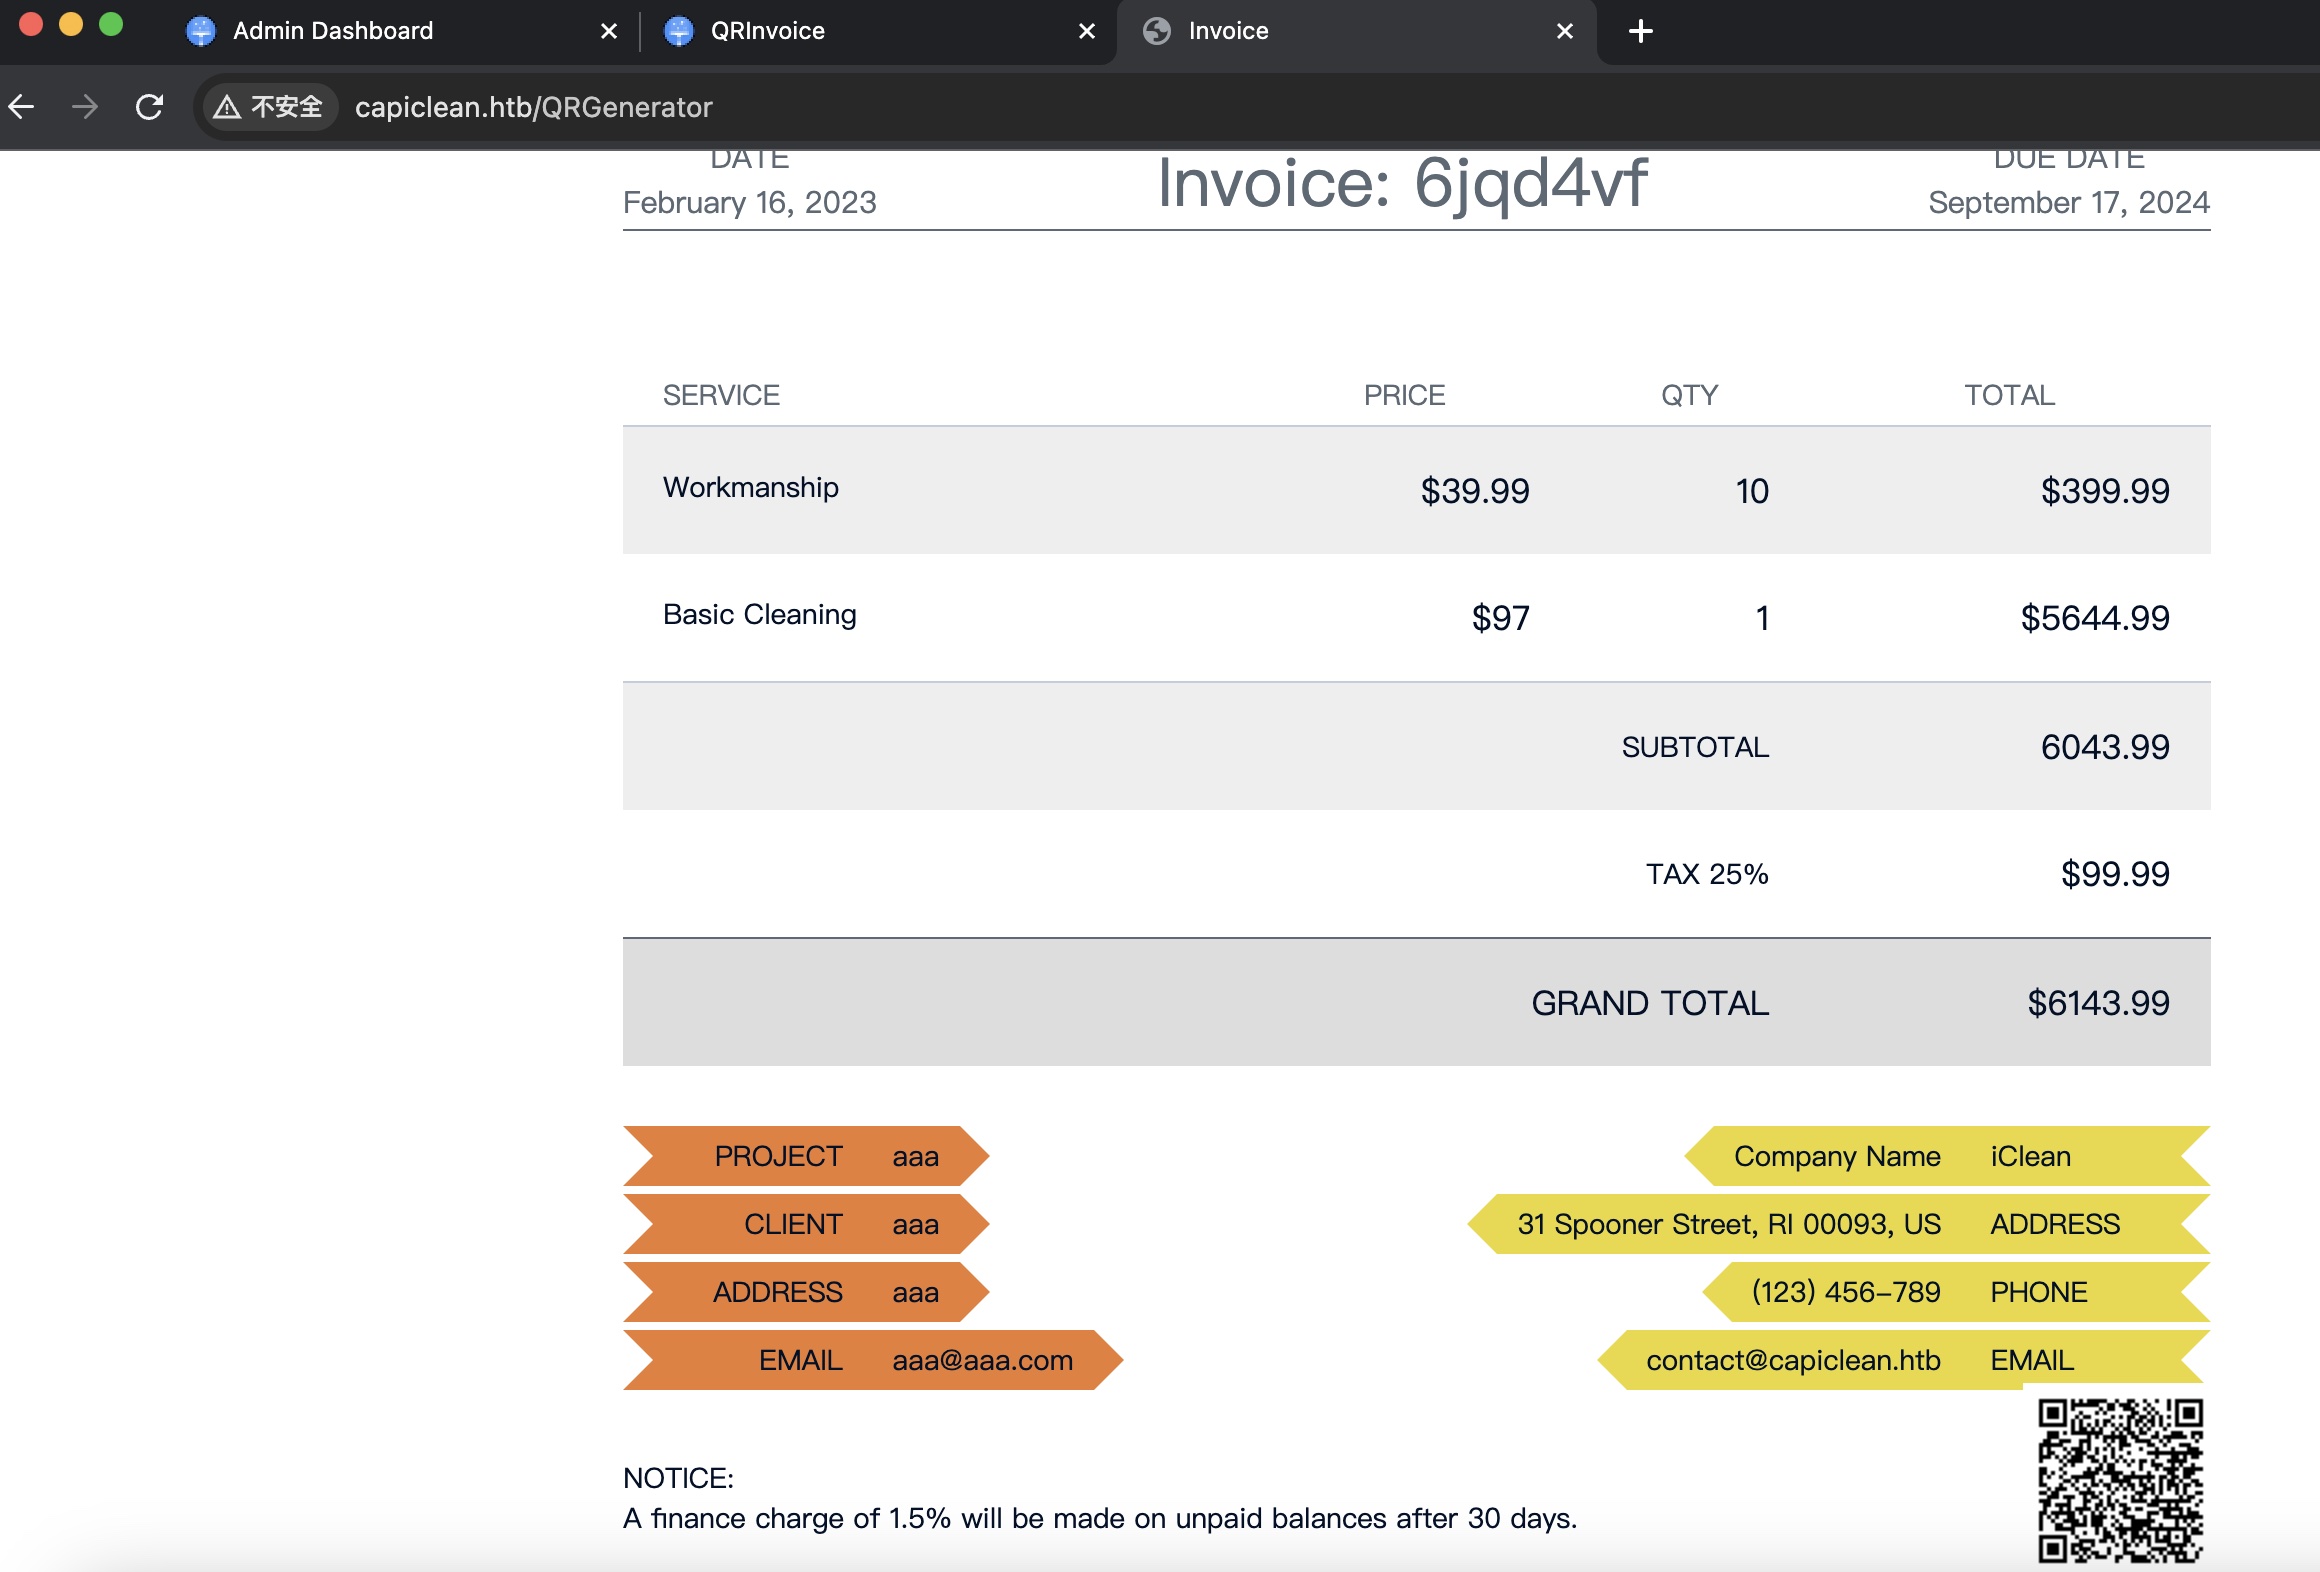 Admin Dashboard
QRInvoice
Invoice
不安全 capiclean.htb/QRGenerator
DATE
Invoice: 6jqd4vf
DUE DATE
February 16, 2023
September 17, 2024
SERVICE PRICE QTY TOTAL
Workmanship $39.99 10 $399.99
Basic Cleaning $97 1 $5644.99
SUBTOTAL 6043.99
TAX 25% $99.99
GRAND TOTAL $6143.99
PROJECT aaa
CLIENT aaa
ADDRESS aaa
EMAIL aaa@aaa.com
Company Name iClean
31 Spooner Street, RI 00093, US ADDRESS
(123) 456-789 PHONE
contact@capiclean.htb EMAIL
NOTICE:
A finance charge of 1.5% will be made on unpaid balances after 30 days.